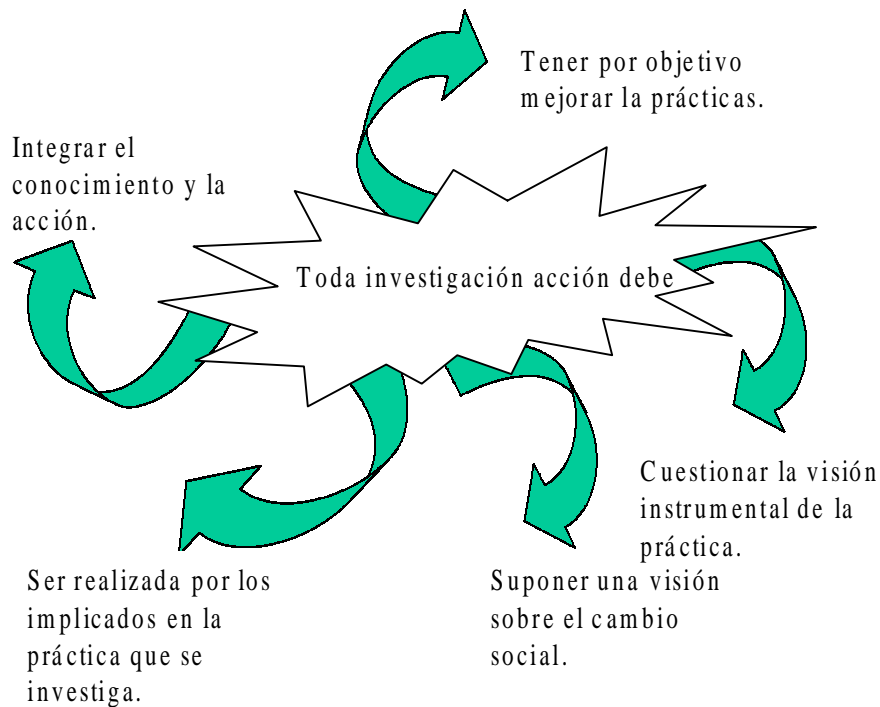 Tener por objetivo
mejorar la prácticas.
Integrar el
conocimiento y la
acción.
Toda investigación acción debe
Cuestionar la visión
instrumental de la
práctica.
Ser realizada por los
implicados en la
práctica que se
investiga.
Suponer una visión
sobre el cambio
social.